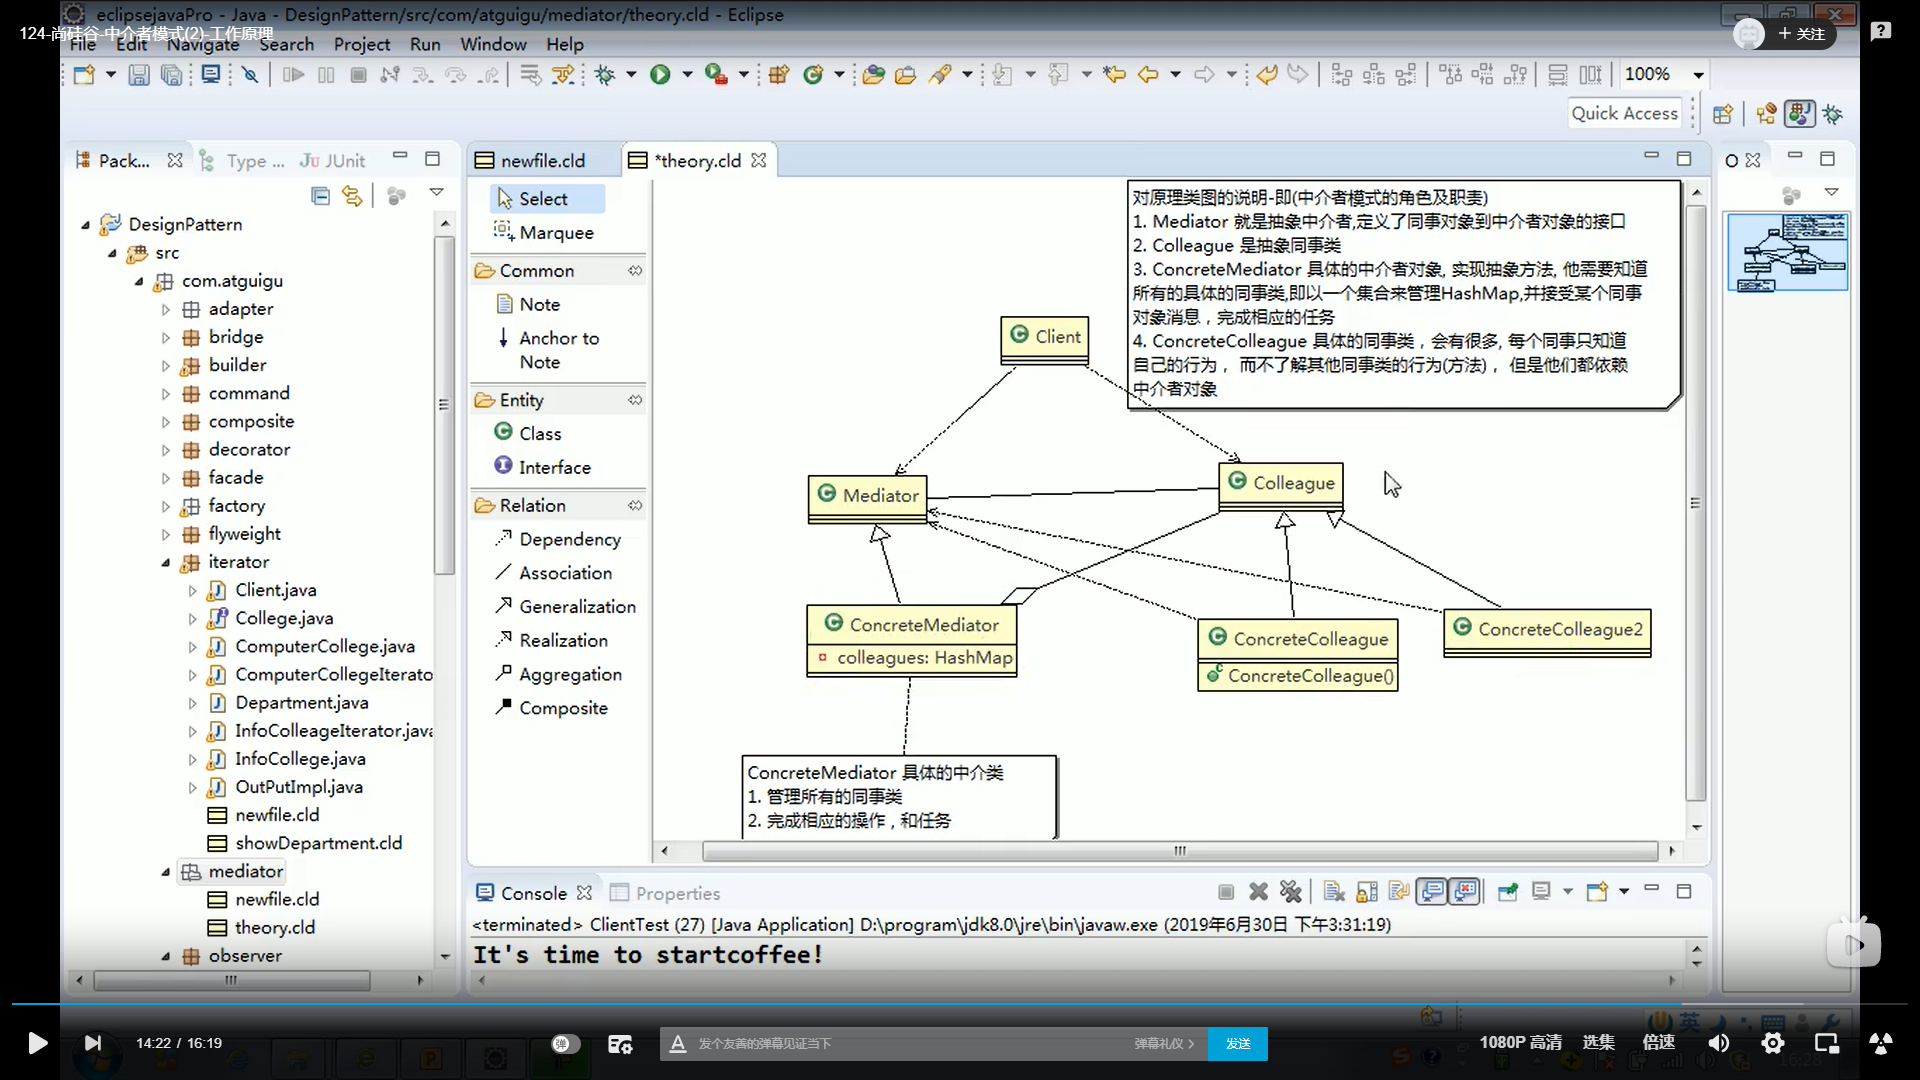 eclipsejavaPro - Java - DesignPattern/src/com/atguigu/mediator/theory.cld - Eclipse
124-尚硅谷-中介者模式(2)-工作原理
+ 关注
File Edit Navigate Search Project Run Window Help
100%
Quick Access
Pack...
Type ...
JUnit
newfile.cld
*theory.cld
DesignPattern
src
com.atguigu
adapter
bridge
builder
command
composite
decorator
facade
factory
flyweight
iterator
Client.java
College.java
ComputerCollege.java
ComputerCollegeIterato
Department.java
InfoColleageIterator.java
InfoCollege.java
OutPutImpl.java
newfile.cld
showDepartment.cld
mediator
newfile.cld
theory.cld
observer
Select
Marquee
Common
Note
Anchor to
Note
Entity
Class
Interface
Relation
Dependency
Association
Generalization
Realization
Aggregation
Composite
对原理类图的说明-即(中介者模式的角色及职责)
1. Mediator 就是抽象中介者,定义了同事对象到中介者对象的接口
2. Colleague 是抽象同事类
3. ConcreteMediator 具体的中介者对象, 实现抽象方法, 他需要知道
所有的具体的同事类,即以一个集合来管理HashMap,并接受某个同事
对象消息，完成相应的任务
4. ConcreteColleague 具体的同事类，会有很多, 每个同事只知道
自己的行为， 而不了解其他同事类的行为(方法)， 但是他们都依赖
中介者对象
Client
Mediator
Colleague
ConcreteMediator
colleagues: HashMap
ConcreteColleague
ConcreteColleague()
ConcreteColleague2
ConcreteMediator 具体的中介类
1. 管理所有的同事类
2. 完成相应的操作，和任务
Console
Properties
<terminated> ClientTest (27) [Java Application] D:\program\jdk8.0\jre\bin\javaw.exe (2019年6月30日 下午3:31:19)
It's time to startcoffee!
14:22 / 16:19
弹
发个友善的弹幕见证当下
弹幕礼仪
发送
1080P 高清
选集
倍速
英
16:28